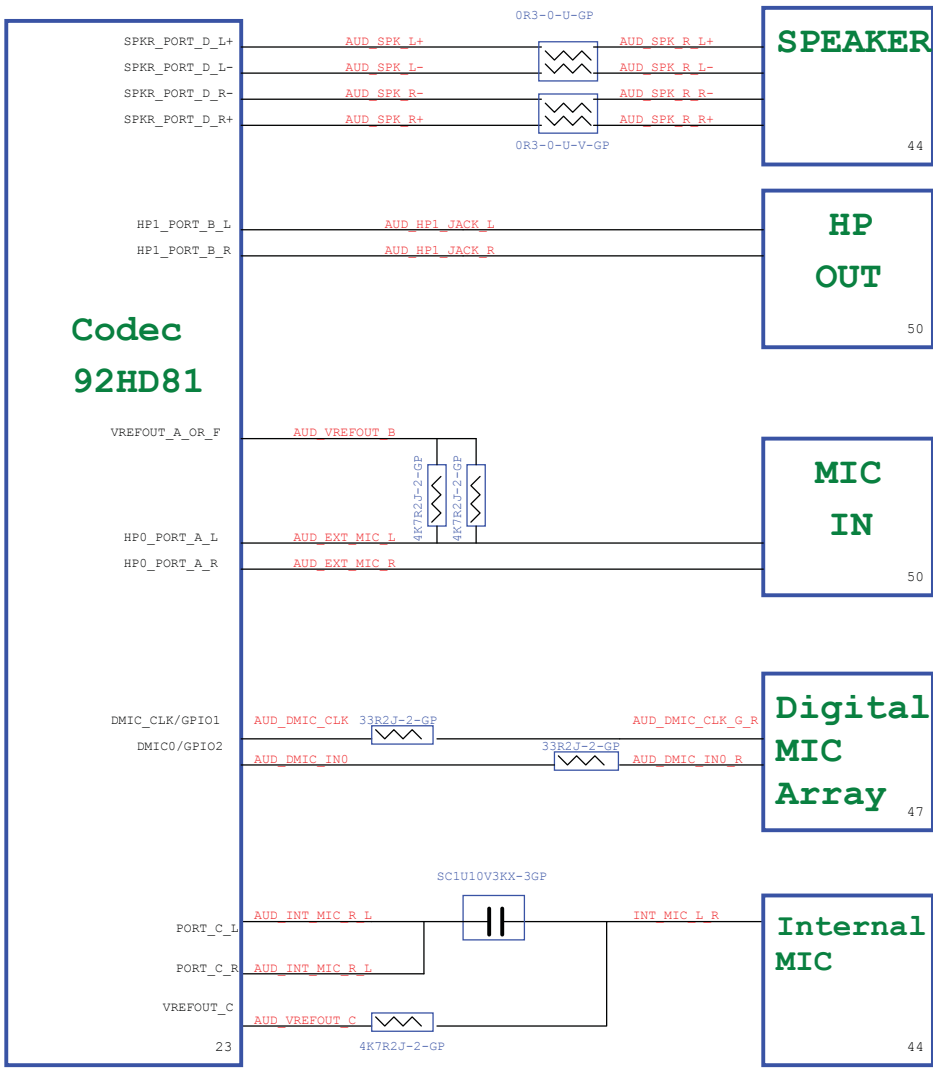 0R3-0-U-GP
SPKR_PORT_D_L+ AUD_SPK_L+ AUD_SPK_R_L+
SPKR_PORT_D_L- AUD_SPK_L- AUD_SPK_R_L-
SPKR_PORT_D_R- AUD_SPK_R- AUD_SPK_R_R-
SPKR_PORT_D_R+ AUD_SPK_R+ AUD_SPK_R_R+
0R3-0-U-V-GP
SPEAKER
44
HP1_PORT_B_L AUD_HP1_JACK_L
HP1_PORT_B_R AUD_HP1_JACK_R
HP
OUT
50
Codec
92HD81
VREFOUT_A_OR_F AUD_VREFOUT_B
4K7R2J-2-GP
4K7R2J-2-GP
HP0_PORT_A_L AUD_EXT_MIC_L
HP0_PORT_A_R AUD_EXT_MIC_R
MIC
IN
50
DMIC_CLK/GPIO1 AUD_DMIC_CLK 33R2J-2-GP AUD_DMIC_CLK_G_R
DMIC0/GPIO2 33R2J-2-GP
AUD_DMIC_IN0 AUD_DMIC_IN0_R
Digital
MIC
Array
47
SC1U10V3KX-3GP
PORT_C_L AUD_INT_MIC_R_L INT_MIC_L_R
PORT_C_R AUD_INT_MIC_R_L
VREFOUT_C AUD_VREFOUT_C
4K7R2J-2-GP
23
Internal
MIC
44